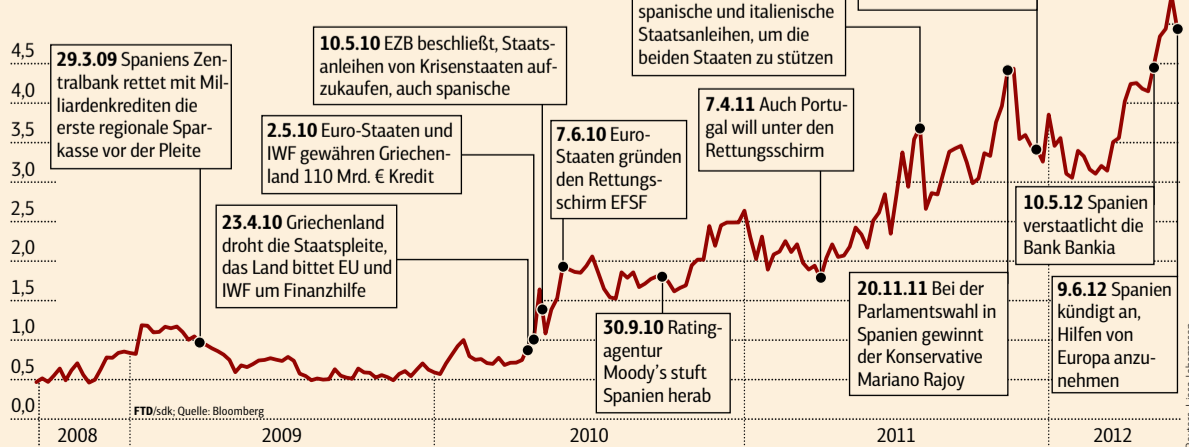 spanische und italienische
Staatsanleihen, um die
beiden Staaten zu stützen
10.5.10 EZB beschließt, Staats-
anleihen von Krisenstaaten auf-
zukaufen, auch spanische
29.3.09 Spaniens Zen-
tralbank rettet mit Mil-
liardenkrediten die
erste regionale Spar-
kasse vor der Pleite
7.4.11 Auch Portu-
gal will unter den
Rettungsschirm
2.5.10 Euro-Staaten und
IWF gewähren Griechen-
land 110 Mrd. € Kredit
7.6.10 Euro-
Staaten gründen
den Rettungs-
schirm EFSF
10.5.12 Spanien
verstaatlicht die
Bank Bankia
23.4.10 Griechenland
droht die Staatspleite,
das Land bittet EU und
IWF um Finanzhilfe
20.11.11 Bei der
Parlamentswahl in
Spanien gewinnt
der Konservative
Mariano Rajoy
9.6.12 Spanien
kündigt an,
Hilfen von
Europa anzu-
nehmen
30.9.10 Rating-
agentur
Moody's stuft
Spanien herab
4,5
4,0
3,5
3,0
2,5
2,0
1,5
1,0
0,5
0,0
FTD/sdk; Quelle: Bloomberg
2008
2009
2010
2011
2012